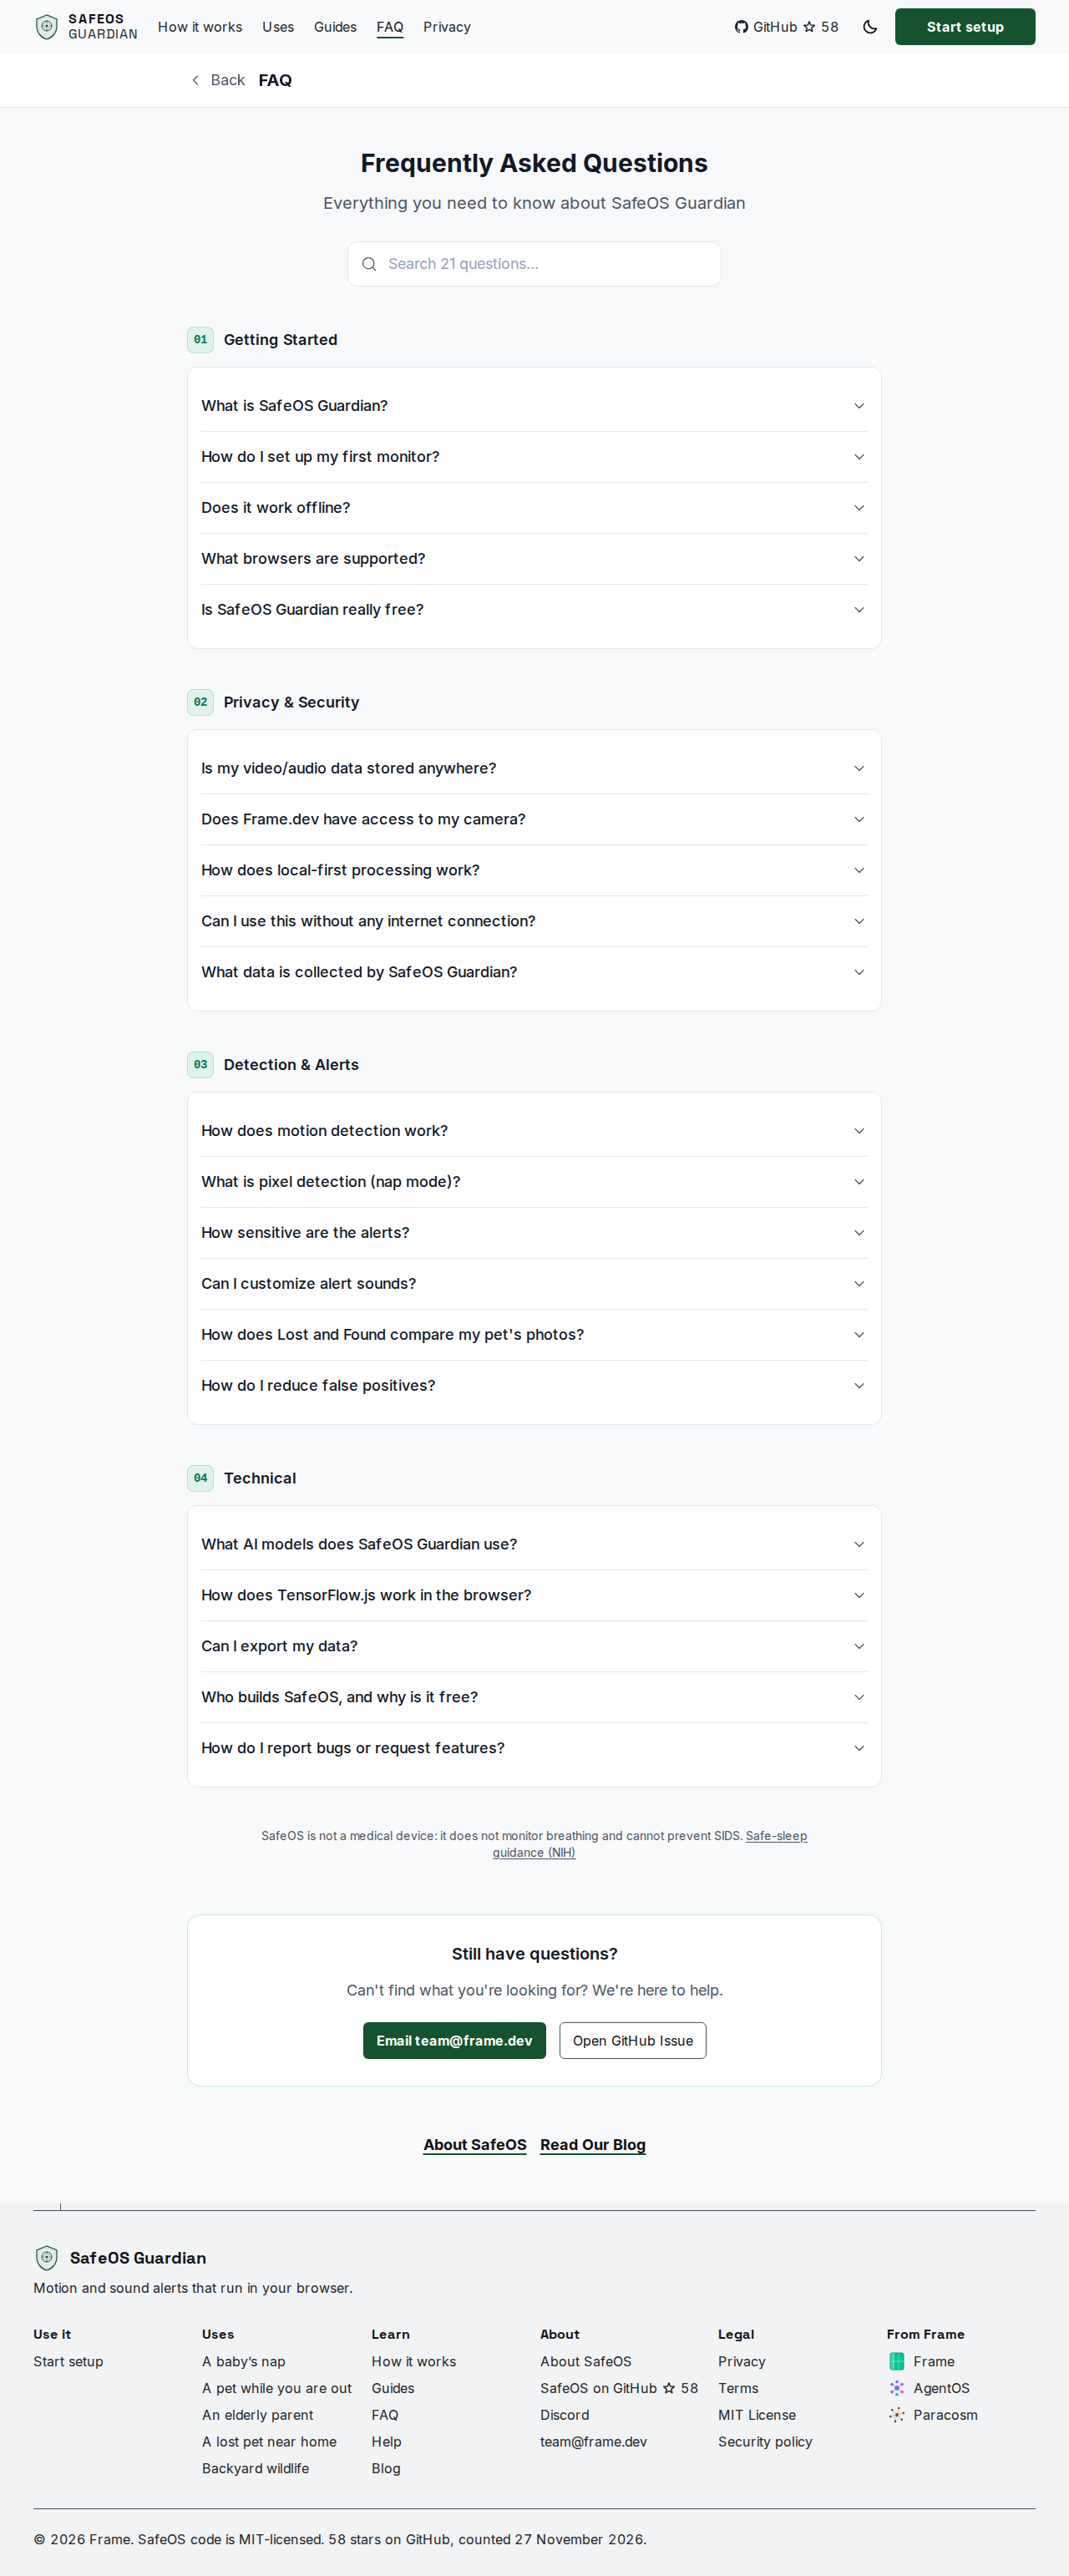 SAFEOS
GUARDIAN
How it works
Uses
Guides
FAQ
Privacy
GitHub ☆ 58
Start setup
Back
FAQ
Frequently Asked Questions
Everything you need to know about SafeOS Guardian
Search 21 questions...
01 Getting Started
What is SafeOS Guardian?
How do I set up my first monitor?
Does it work offline?
What browsers are supported?
Is SafeOS Guardian really free?
02 Privacy & Security
Is my video/audio data stored anywhere?
Does Frame.dev have access to my camera?
How does local-first processing work?
Can I use this without any internet connection?
What data is collected by SafeOS Guardian?
03 Detection & Alerts
How does motion detection work?
What is pixel detection (nap mode)?
How sensitive are the alerts?
Can I customize alert sounds?
How does Lost and Found compare my pet's photos?
How do I reduce false positives?
04 Technical
What AI models does SafeOS Guardian use?
How does TensorFlow.js work in the browser?
Can I export my data?
Who builds SafeOS, and why is it free?
How do I report bugs or request features?
SafeOS is not a medical device: it does not monitor breathing and cannot prevent SIDS. Safe-sleep
guidance (NIH)
Still have questions?
Can't find what you're looking for? We're here to help.
Email team@frame.dev
Open GitHub Issue
About SafeOS
Read Our Blog
SafeOS Guardian
Motion and sound alerts that run in your browser.
Use it
Start setup
Uses
A baby’s nap
A pet while you are out
An elderly parent
A lost pet near home
Backyard wildlife
Learn
How it works
Guides
FAQ
Help
Blog
About
About SafeOS
SafeOS on GitHub ☆ 58
Discord
team@frame.dev
Legal
Privacy
Terms
MIT License
Security policy
From Frame
Frame
AgentOS
Paracosm
© 2026 Frame. SafeOS code is MIT-licensed. 58 stars on GitHub, counted 27 November 2026.